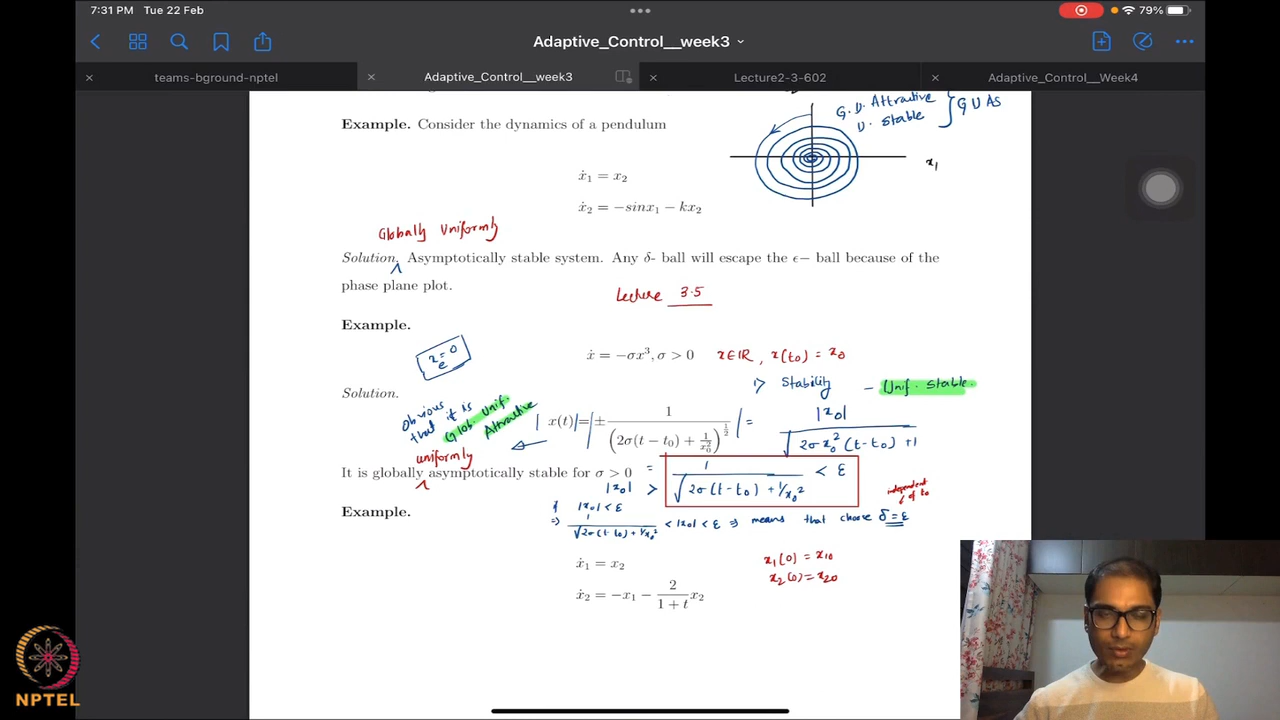 7:31 PM Tue 22 Feb
79%
Adaptive_Control__week3
teams-bground-nptel
Adaptive_Control__week3
Lecture2-3-602
Adaptive_Control__Week4
G.U. Attractive
U. Stable } G U AS
Example. Consider the dynamics of a pendulum
x₁
ẋ₁ = x₂
ẋ₂ = −sinx₁ − kx₂
Globally Uniformly
Solution. Asymptotically stable system. Any δ- ball will escape the ϵ− ball because of the
phase plane plot.
Lecture 3.5
Example.
x_e = 0
ẋ = −σx³, σ > 0
x∈ℝ, x(t₀) = x₀
1> Stability – Unif. Stable.
Solution.
Obvious that it is Glob. Unif. Attractive
|x(t)| = |± 1 / (2σ(t − t₀) + 1/x₀²)^½| = |x₀| / √(2σx₀²(t−t₀) + 1)
uniformly
It is globally asymptotically stable for σ > 0
= 1 / √(2σ(t−t₀) + 1/x₀²) < ε
|x₀| >
independent of t₀
if |x₀| < ε
⇒ 1 / √(2σ(t−t₀) + 1/x₀²) < |x₀| < ε ⇒ means that choose δ = ε
Example.
ẋ₁ = x₂
x₁(0) = x₁₀
x₂(0) = x₂₀
ẋ₂ = −x₁ − 2/(1 + t) x₂
NPTEL